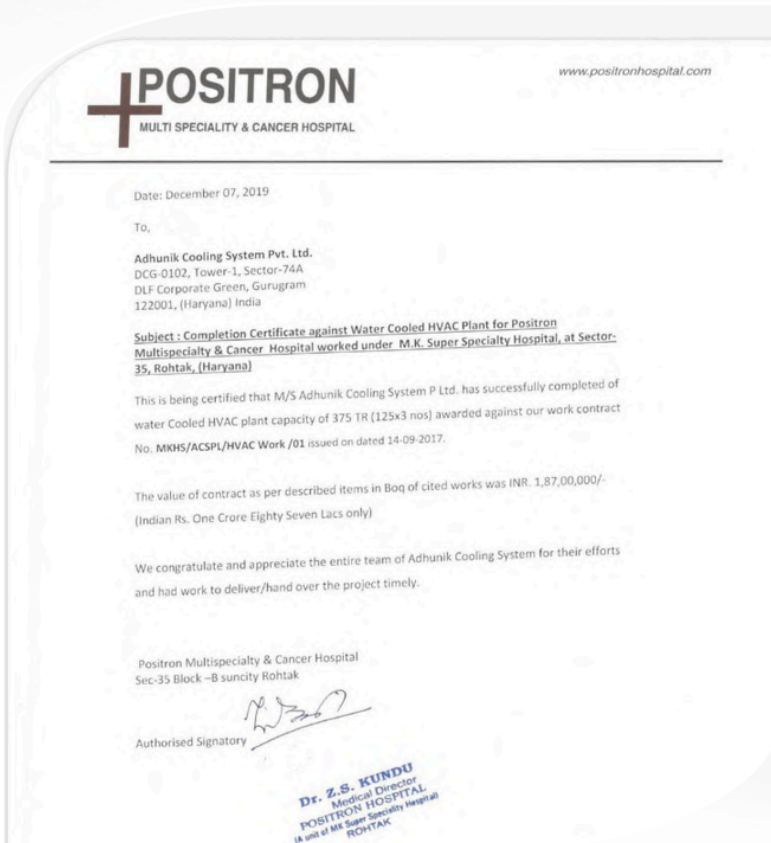 POSITRON
MULTI SPECIALITY & CANCER HOSPITAL
www.positronhospital.com
Date: December 07, 2019
To,
Adhunik Cooling System Pvt. Ltd.
DCG-0102, Tower-1, Sector-74A
DLF Corporate Green, Gurugram
122001, (Haryana) India
Subject : Completion Certificate against Water Cooled HVAC Plant for Positron
Multispecialty & Cancer Hospital worked under M.K. Super Specialty Hospital, at Sector-
35, Rohtak, (Haryana)
This is being certified that M/S Adhunik Cooling System P Ltd. has successfully completed of
water Cooled HVAC plant capacity of 375 TR (125x3 nos) awarded against our work contract
No. MKHS/ACSPL/HVAC Work /01 issued on dated 14-09-2017.
The value of contract as per described items in Boq of cited works was INR. 1,87,00,000/-
(Indian Rs. One Crore Eighty Seven Lacs only)
We congratulate and appreciate the entire team of Adhunik Cooling System for their efforts
and had work to deliver/hand over the project timely.
Positron Multispecialty & Cancer Hospital
Sec-35 Block –B suncity Rohtak
Authorised Signatory
Dr. Z.S. KUNDU
Medical Director
POSITRON HOSPITAL
(A unit of MK Super Speciality Hospital)
ROHTAK